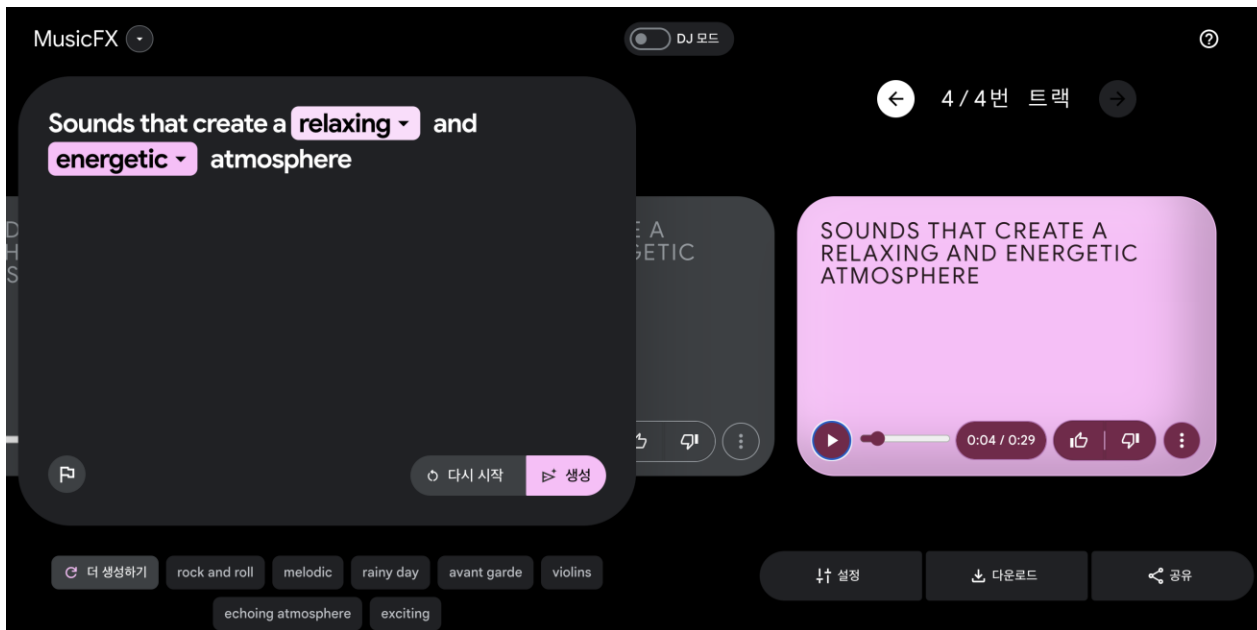 MusicFX
DJ 모드
4/4번 트랙
Sounds that create a relaxing and
energetic atmosphere
다시 시작
생성
E A
GETIC
D
H
S
SOUNDS THAT CREATE A
RELAXING AND ENERGETIC
ATMOSPHERE
0:04 / 0:29
더 생성하기
rock and roll
melodic
rainy day
avant garde
violins
echoing atmosphere
exciting
설정
다운로드
공유